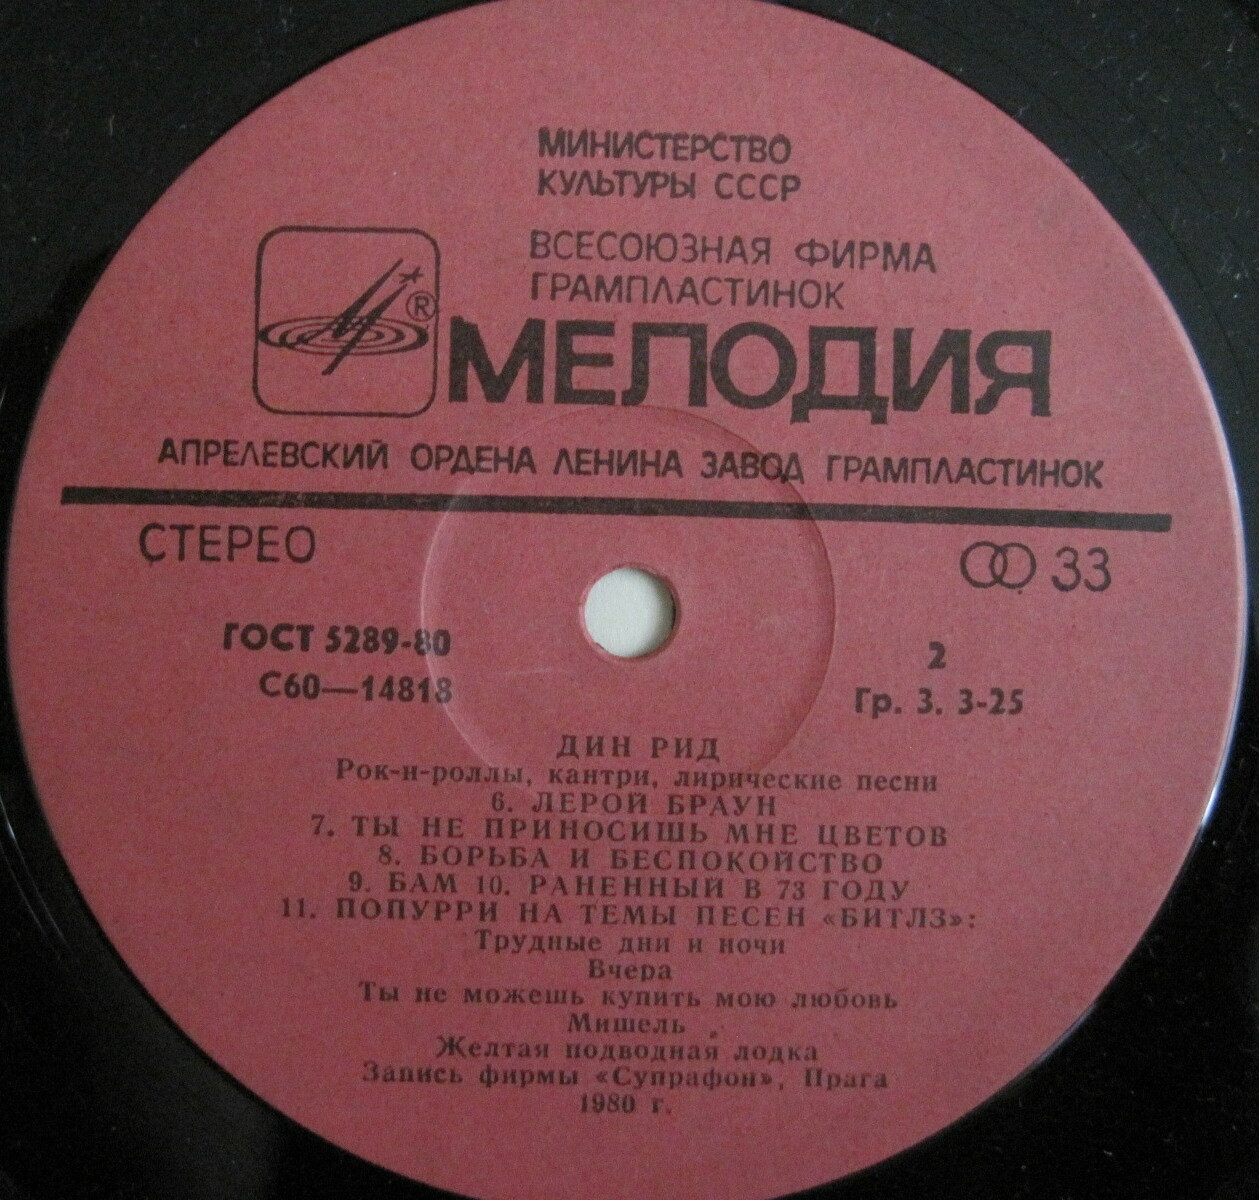 МИНИСТЕРСТВО
КУЛЬТУРЫ СССР
ВСЕСОЮЗНАЯ ФИРМА
ГРАМПЛАСТИНОК
®
МЕЛОДИЯ
АПРЕЛЕВСКИЙ ОРДЕНА ЛЕНИНА ЗАВОД ГРАМПЛАСТИНОК
СТЕРЕО
33
ГОСТ 5289-80
2
С60—14818
Гр. 3. 3-25
ДИН РИД
Рок-н-роллы, кантри, лирические песни
6. ЛЕРОЙ БРАУН
7. ТЫ НЕ ПРИНОСИШЬ МНЕ ЦВЕТОВ
8. БОРЬБА И БЕСПОКОЙСТВО
9. БАМ 10. РАНЕННЫЙ В 73 ГОДУ
11. ПОПУРРИ НА ТЕМЫ ПЕСЕН «БИТЛЗ»:
Трудные дни и ночи
Вчера
Ты не можешь купить мою любовь
Мишель
Желтая подводная лодка
Запись фирмы «Супрафон», Прага
1980 г.